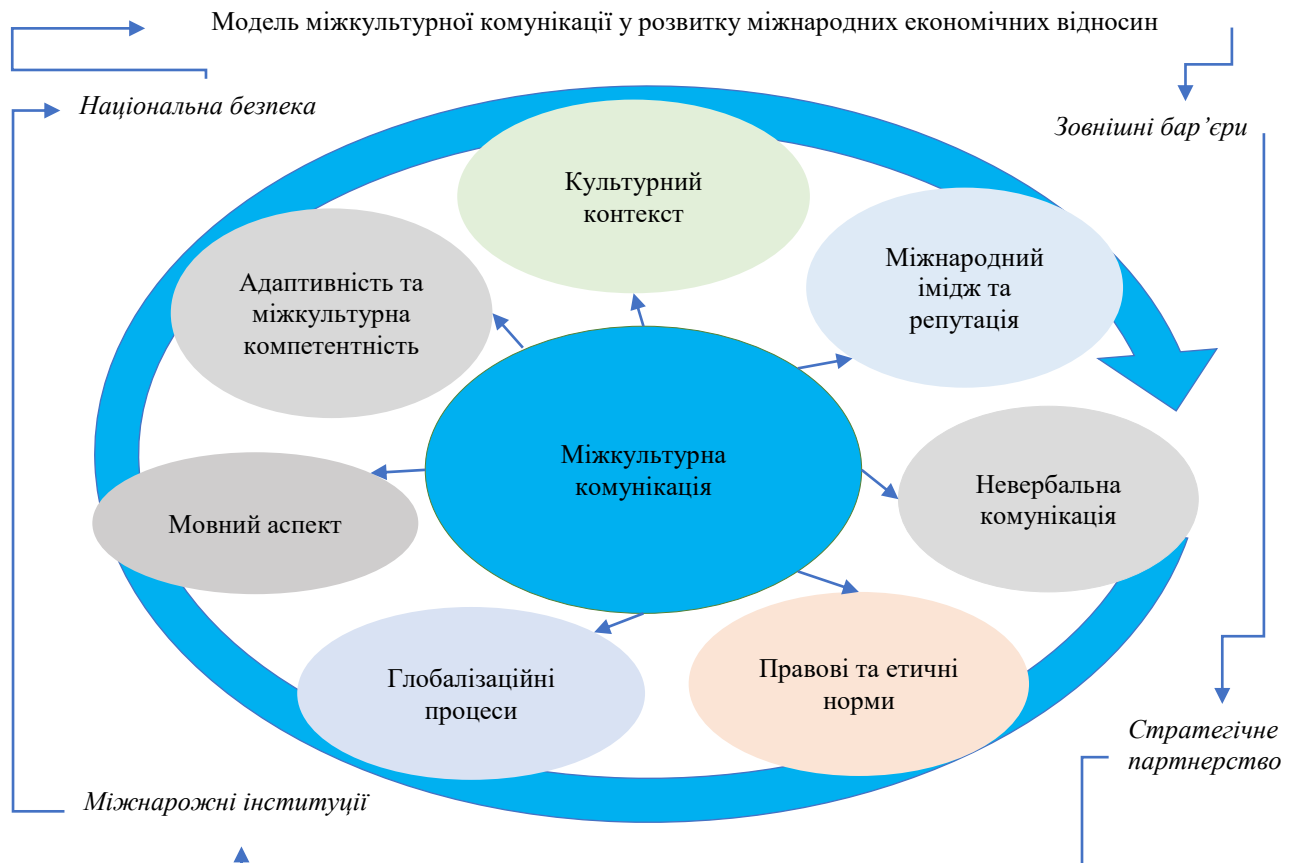 Модель міжкультурної комунікації у розвитку міжнародних економічних відносин
Національна безпека
Зовнішні бар’єри
Культурний
контекст
Міжнародний
імідж та
репутація
Адаптивність та
міжкультурна
компетентність
Міжкультурна
комунікація
Невербальна
комунікація
Мовний аспект
Правові та етичні
норми
Глобалізаційні
процеси
Стратегічне
партнерство
Міжнарожні інституції